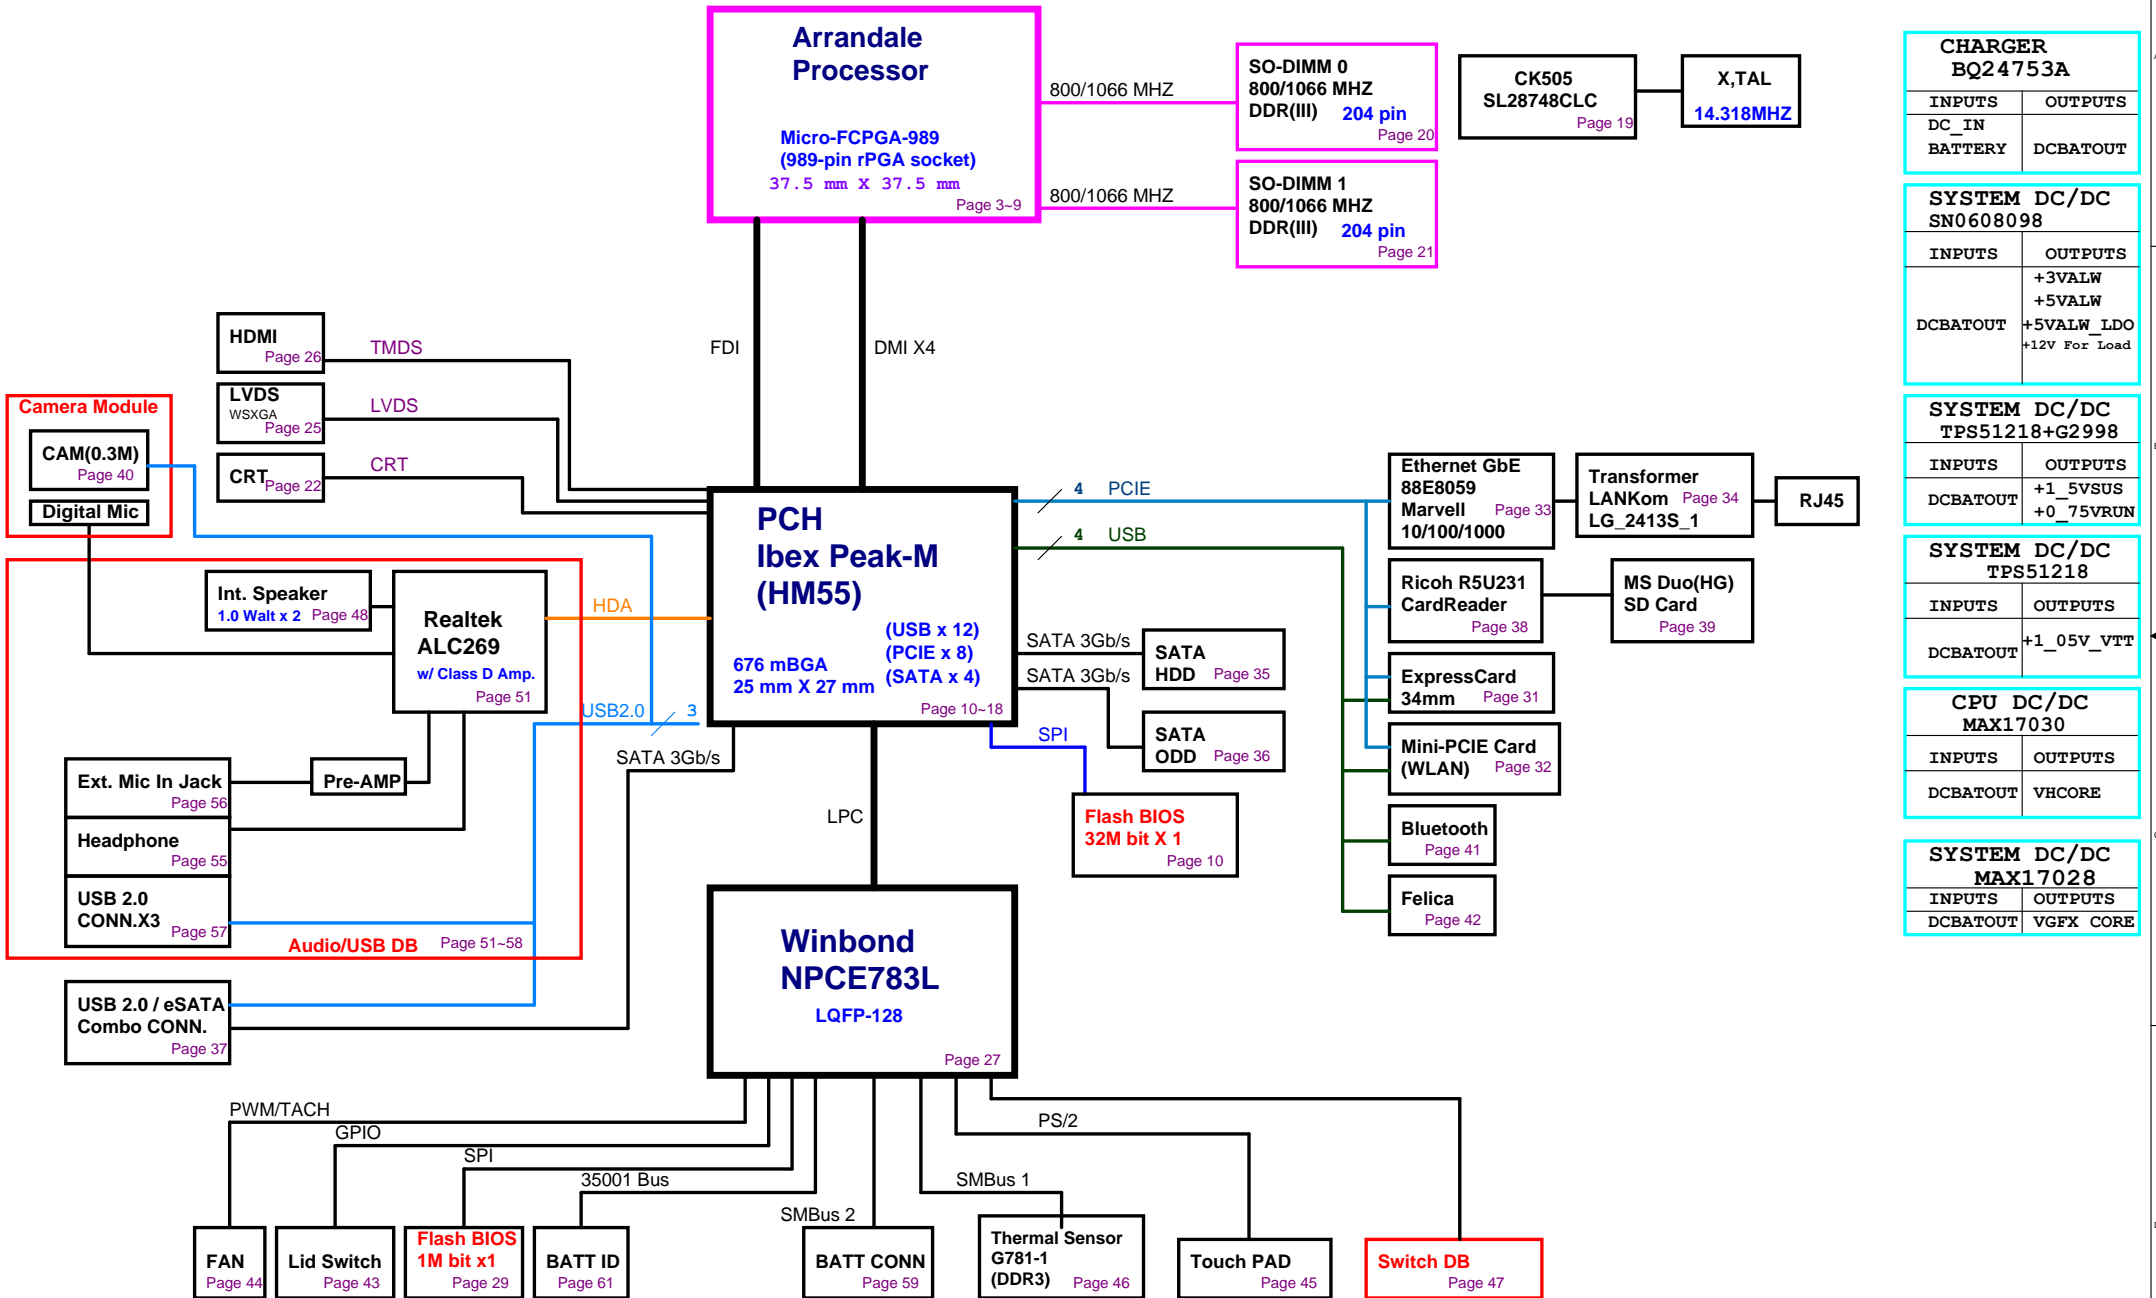 Arrandale
Processor
Micro-FCPGA-989
(989-pin rPGA socket)
37.5 mm X 37.5 mm
Page 3~9
800/1066 MHZ
800/1066 MHZ
SO-DIMM 0
800/1066 MHZ
DDR(III) 204 pin
Page 20
SO-DIMM 1
800/1066 MHZ
DDR(III) 204 pin
Page 21
CK505
SL28748CLC
Page 19
X,TAL
14.318MHZ
CHARGER
BQ24753A
INPUTS OUTPUTS
DC_IN
BATTERY DCBATOUT
SYSTEM DC/DC
SN0608098
INPUTS OUTPUTS
+3VALW
+5VALW
DCBATOUT +5VALW_LDO
+12V For Load
SYSTEM DC/DC
TPS51218+G2998
INPUTS OUTPUTS
DCBATOUT +1_5VSUS
+0_75VRUN
SYSTEM DC/DC
TPS51218
INPUTS OUTPUTS
DCBATOUT +1_05V_VTT
CPU DC/DC
MAX17030
INPUTS OUTPUTS
DCBATOUT VHCORE
SYSTEM DC/DC
MAX17028
INPUTS OUTPUTS
DCBATOUT VGFX CORE
FDI
DMI X4
HDMI
Page 26
TMDS
LVDS
WSXGA
Page 25
LVDS
CRT
Page 22
CRT
Camera Module
CAM(0.3M)
Page 40
Digital Mic
Int. Speaker
1.0 Walt x 2 Page 48
Realtek
ALC269
w/ Class D Amp.
Page 51
HDA
USB2.0 3
SATA 3Gb/s
Ext. Mic In Jack
Page 56
Pre-AMP
Headphone
Page 55
USB 2.0
CONN.X3
Page 57
Audio/USB DB Page 51~58
USB 2.0 / eSATA
Combo CONN.
Page 37
PCH
Ibex Peak-M
(HM55)
(USB x 12)
(PCIE x 8)
(SATA x 4)
676 mBGA
25 mm X 27 mm
Page 10~18
4 PCIE
4 USB
SATA 3Gb/s
SATA
HDD Page 35
SATA 3Gb/s
SATA
ODD Page 36
SPI
Flash BIOS
32M bit X 1
Page 10
LPC
Ethernet GbE
88E8059
Marvell Page 33
10/100/1000
Transformer
LANKom Page 34
LG_2413S_1
RJ45
Ricoh R5U231
CardReader
Page 38
MS Duo(HG)
SD Card
Page 39
ExpressCard
34mm Page 31
Mini-PCIE Card
(WLAN) Page 32
Bluetooth
Page 41
Felica
Page 42
Winbond
NPCE783L
LQFP-128
Page 27
PWM/TACH
GPIO
SPI
35001 Bus
SMBus 2
SMBus 1
PS/2
FAN
Page 44
Lid Switch
Page 43
Flash BIOS
1M bit x1
Page 29
BATT ID
Page 61
BATT CONN
Page 59
Thermal Sensor
G781-1
(DDR3) Page 46
Touch PAD
Page 45
Switch DB
Page 47